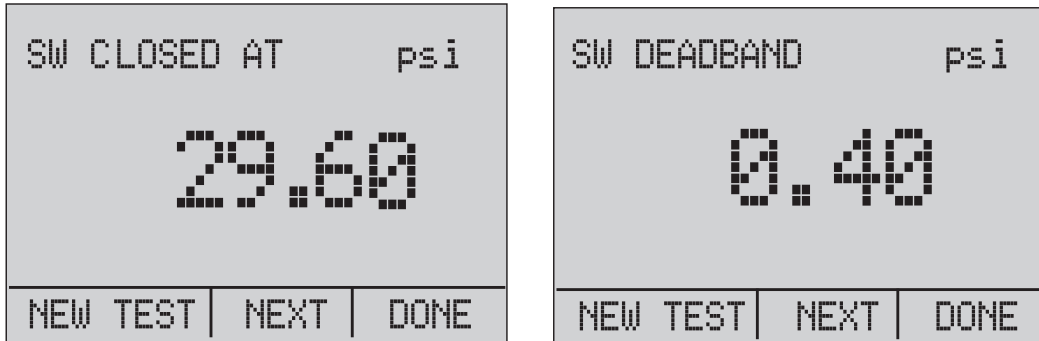 SW CLOSED AT psi
29.60
NEW TEST NEXT DONE
SW DEADBAND psi
0.40
NEW TEST NEXT DONE